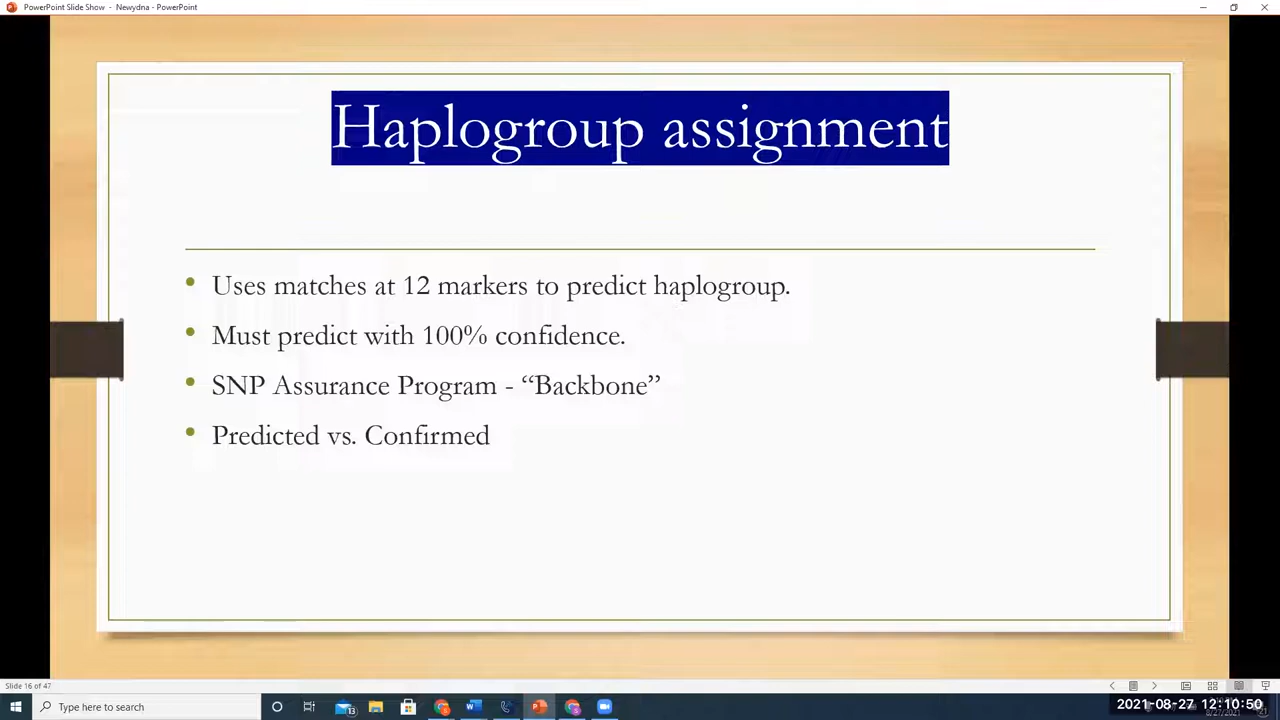 PowerPoint Slide Show - Newydna - PowerPoint
Haplogroup assignment
• Uses matches at 12 markers to predict haplogroup.
• Must predict with 100% confidence.
• SNP Assurance Program - “Backbone”
• Predicted vs. Confirmed
Slide 16 of 47
Type here to search
13
2021-08-27 12:10:50